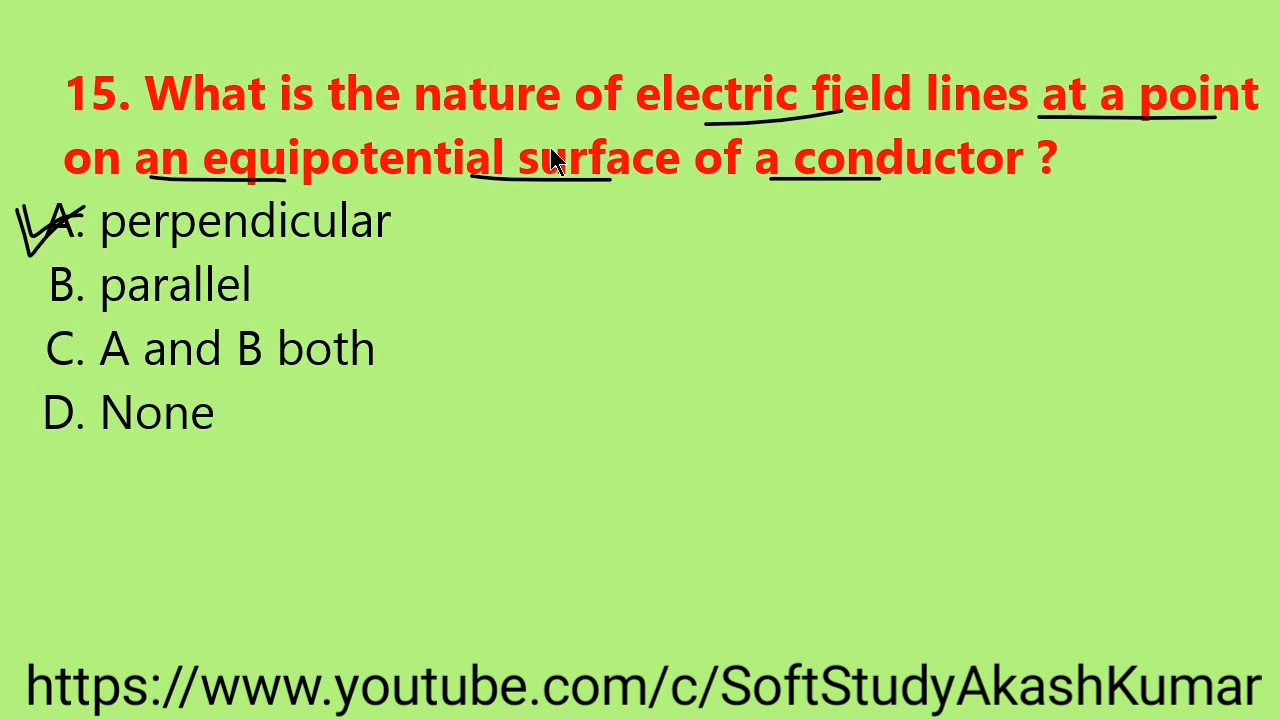 15. What is the nature of electric field lines at a point
on an equipotential surface of a conductor ?
A. perpendicular
B. parallel
C. A and B both
D. None
https://www.youtube.com/c/SoftStudyAkashKumar